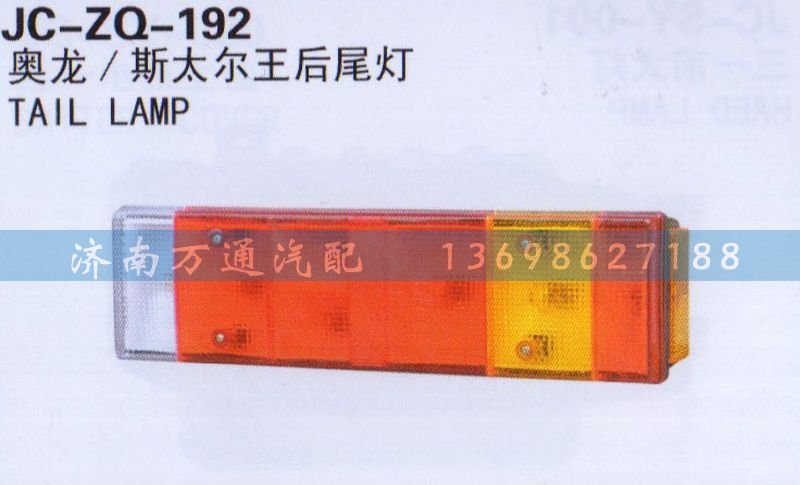 JC-ZQ-192
奥龙/斯太尔王后尾灯
TAIL LAMP
济南万通汽配 13698627188